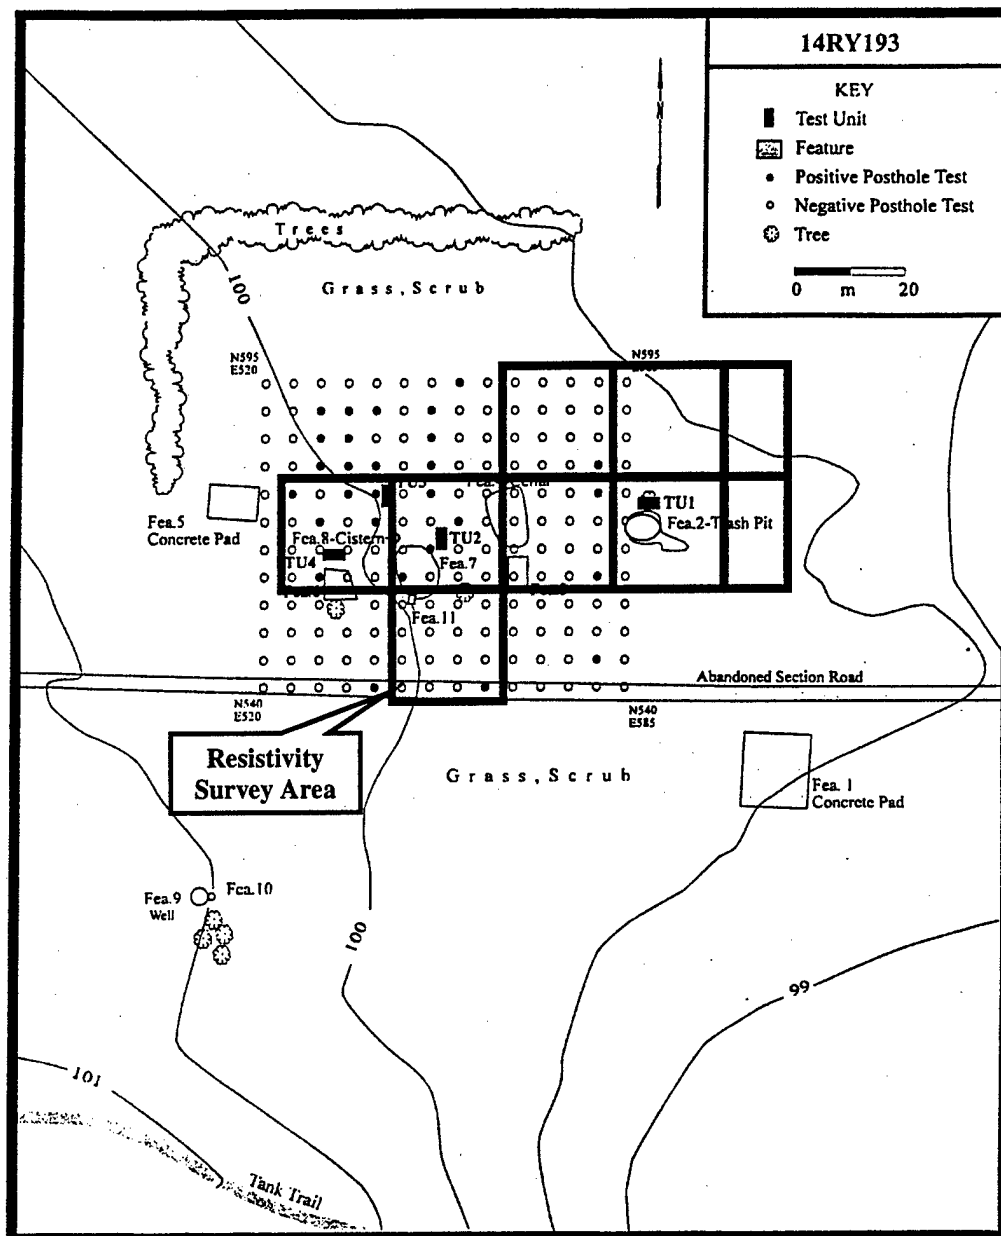 14RY193
KEY
Test Unit
Feature
Positive Posthole Test
Negative Posthole Test
Tree
0 m 20
N
Trees
100
Grass, Scrub
N595
E520
N595
TU3
Fea.
Fea.5
Concrete Pad
TU1
Fea.2-Trash Pit
Fea.8-Cistern
TU2
TU4
Fea.7
Fea.11
Abandoned Section Road
N540
E520
N540
E585
Resistivity
Survey Area
Grass, Scrub
Fea. 1
Concrete Pad
Fea.9
Well
Fea.10
100
99
101
Tank Trail